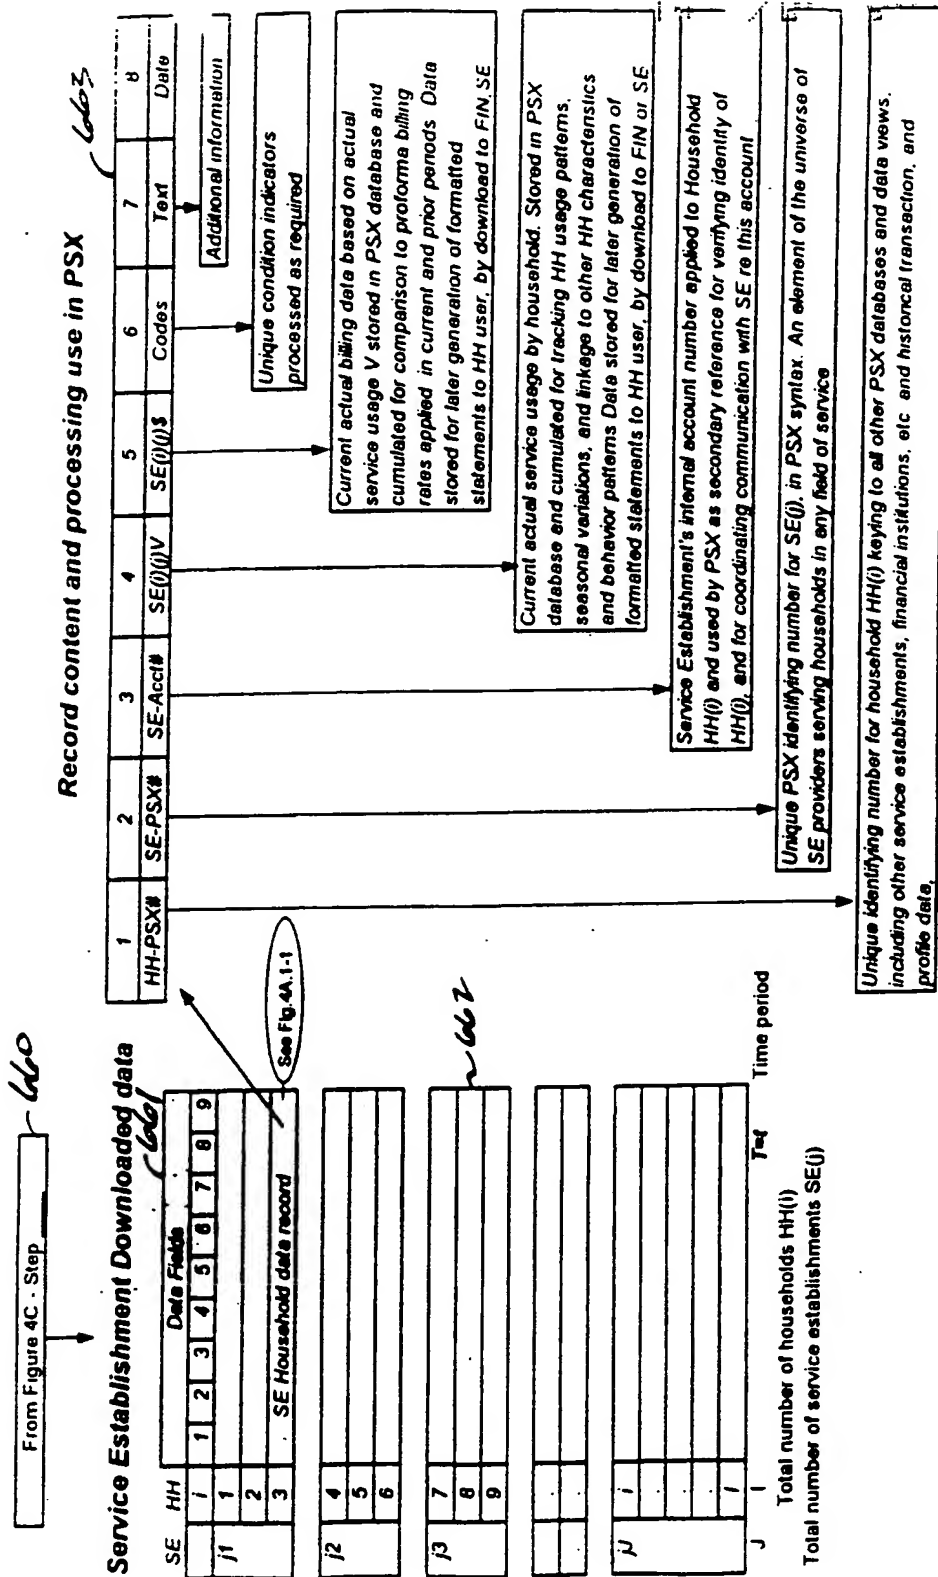 From Figure 4C - Step
660
Service Establishment Downloaded data
661
SE HH Data Fields
i 1 2 3 4 5 6 7 8 9
j1 1
2
3 SE Household data record
See Fig.4A.1-1
j2 4
5
6
j3 7
8
9
662
jJ i
I
J I T=t Time period
Total number of households HH(i)
Total number of service establishments SE(j)
Record content and processing use in PSX
663
1 2 3 4 5 6 7 8
HH-PSX# SE-PSX# SE-Acct# SE(i)(j)V SE(i)(j)$ Codes Text Date
Additional information
Unique condition indicators
processed as required
Current actual billing data based on actual
service usage V stored in PSX database and
cumulated for comparison to proforma billing
rates applied in current and prior periods Data
stored for later generation of formatted
statements to HH user, by download to FIN, SE
Current actual service usage by household. Stored in PSX
database and cumulated for tracking HH usage patterns,
seasonal variations, and linkage to other HH characteristics
and behavior patterns Data stored for later generation of
formatted statements to HH user, by download to FIN or SE
Service Establishment's internal account number applied to Household
HH(i) and used by PSX as secondary reference for verifying identity of
HH(i), and for coordinating communication with SE re this account
Unique PSX identifying number for SE(j), in PSX syntax. An element of the universe of
SE providers serving households in any field of service
Unique identifying number for household HH(i) keying to all other PSX databases and data views.
including other service establishments, financial institutions, etc and historical transaction, and
profile data,